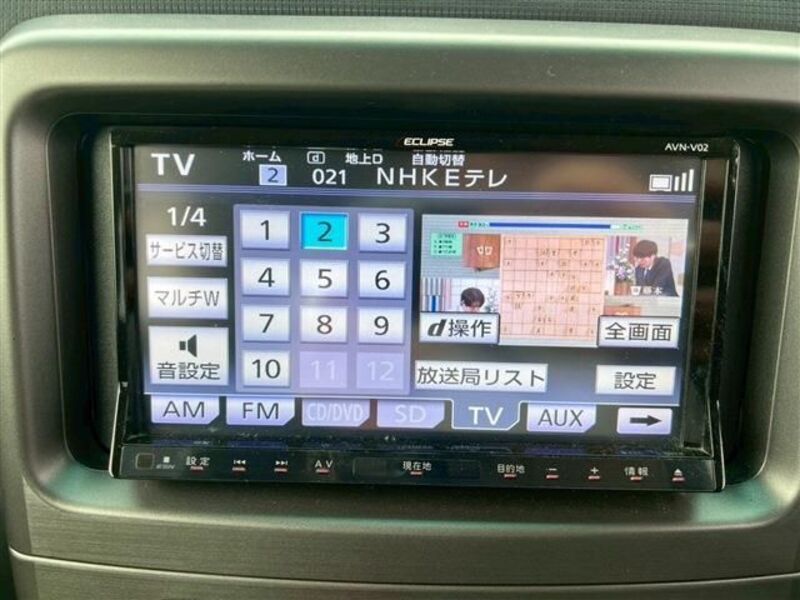 ECLIPSE
AVN-V02
TV ホーム d 地上D 自動切替
2 021 NHKEテレ
1/4
サービス切替
マルチW
音設定
1 2 3
4 5 6
7 8 9
10 11 12
藤本
d操作
全画面
放送局リスト
設定
AM FM CD/DVD SD TV AUX
設定 AV 現在地 目的地 - + 情報